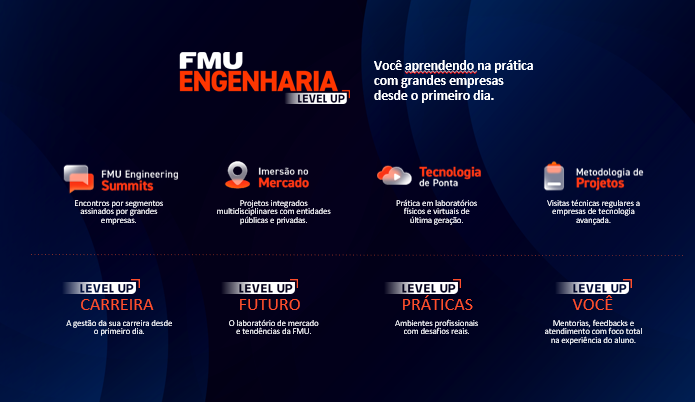 FMU
ENGENHARIA
LEVEL UP
Você aprendendo na prática
com grandes empresas
desde o primeiro dia.
FMU Engineering
Summits
Encontros por segmentos
assinados por grandes
empresas.
Imersão no
Mercado
Projetos integrados
multidisciplinares com entidades
públicas e privadas.
Tecnologia
de Ponta
Prática em laboratórios
físicos e virtuais de
última geração.
Metodologia de
Projetos
Visitas técnicas regulares a
empresas de tecnologia
avançada.
LEVEL UP
CARREIRA
A gestão da sua carreira desde
o primeiro dia.
LEVEL UP
FUTURO
O laboratório de mercado
e tendências da FMU.
LEVEL UP
PRÁTICAS
Ambientes profissionais
com desafios reais.
LEVEL UP
VOCÊ
Mentorias, feedbacks e
atendimento com foco total
na experiência do aluno.